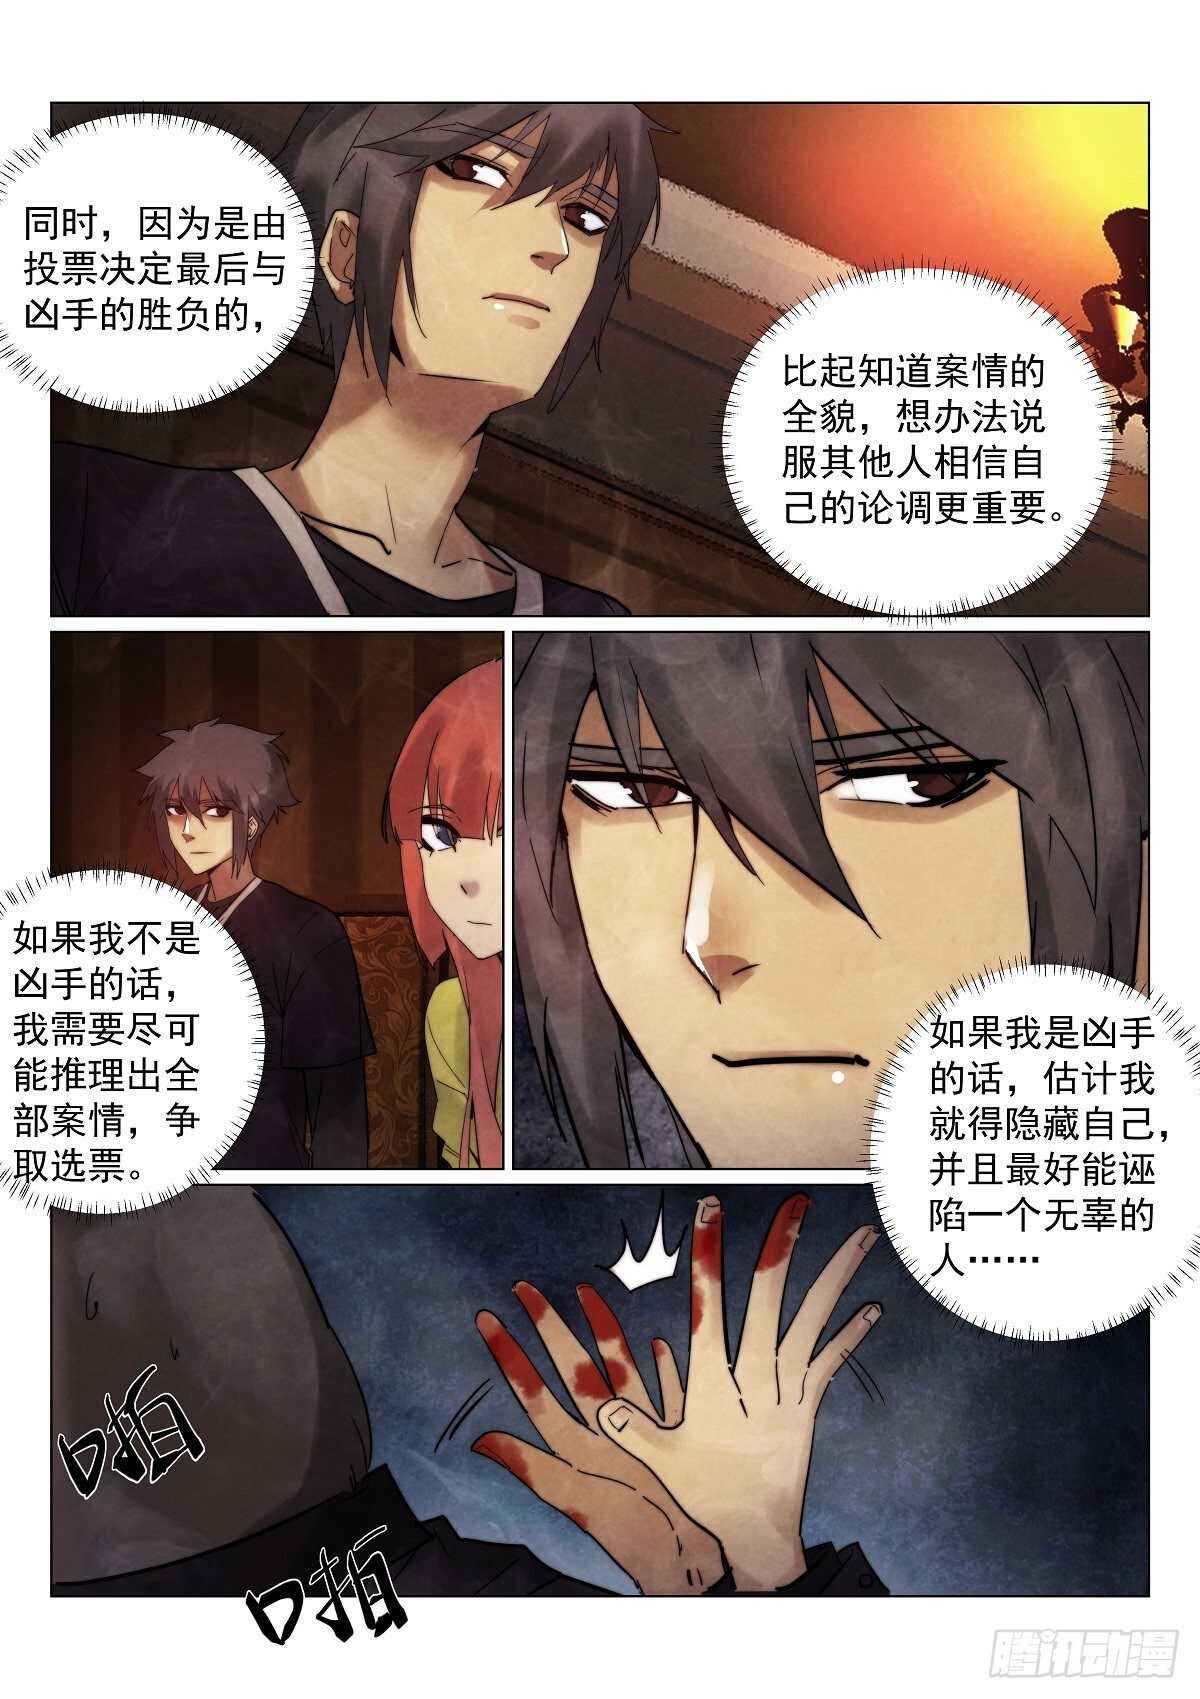 同时，因为是由
投票决定最后与
凶手的胜负的，
比起知道案情的
全貌，想办法说
服其他人相信自
己的论调更重要。
如果我不是
凶手的话，
我需要尽可
能推理出全
部案情，争
取选票。
如果我是凶手
的话，估计我
就得隐藏自己，
并且最好能诬
陷一个无辜的
人……
啪
啪
腾讯动漫